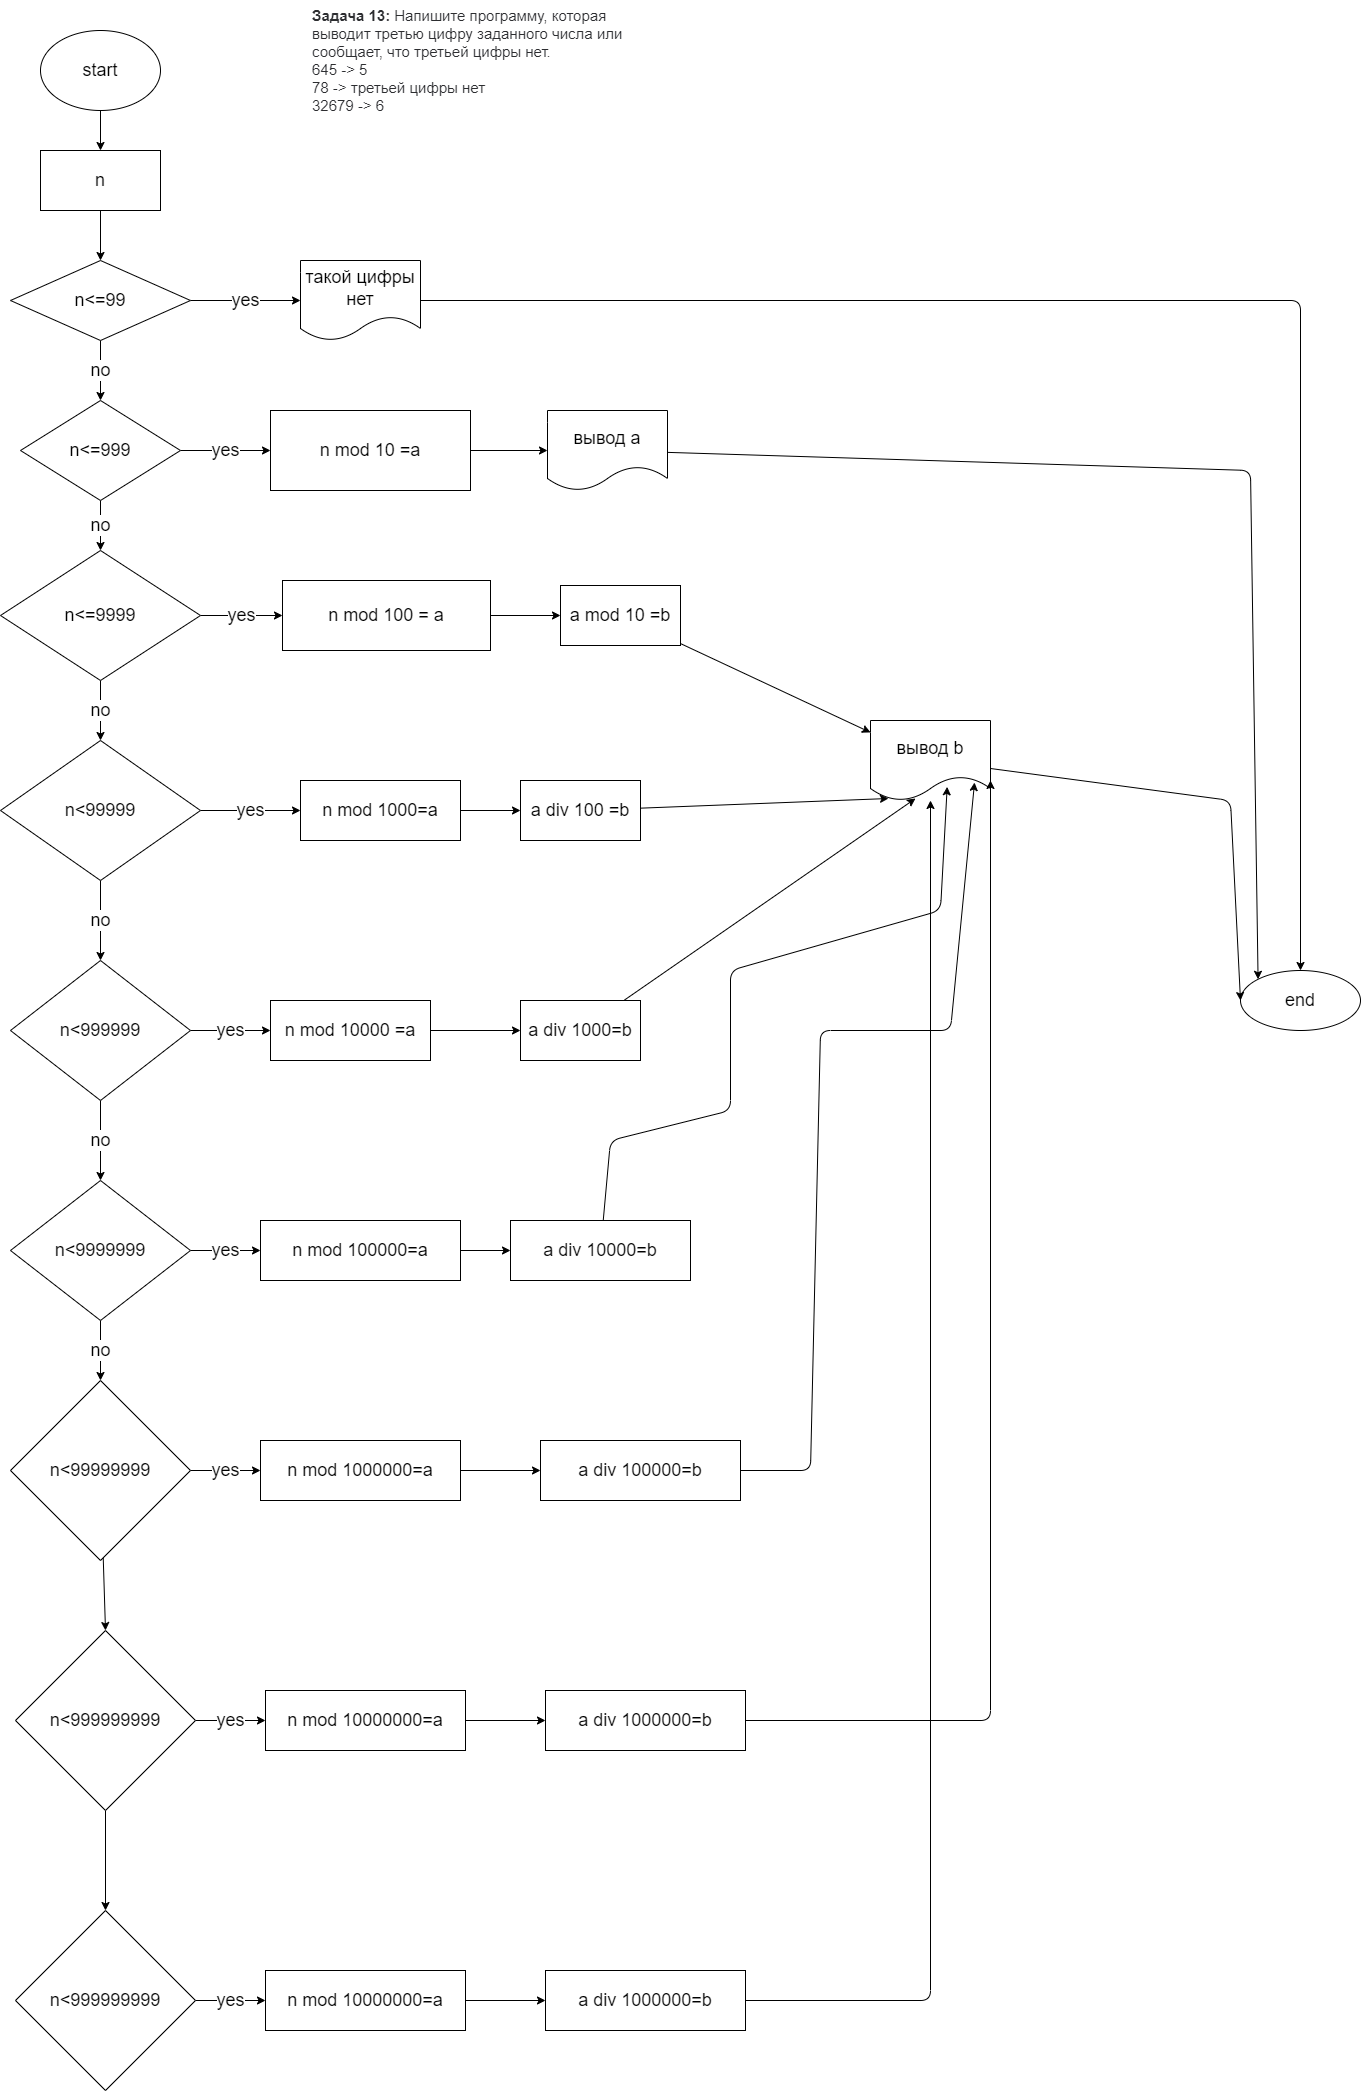 Задача 13: Напишите программу, которая
выводит третью цифру заданного числа или
сообщает, что третьей цифры нет.
645 -> 5
78 -> третьей цифры нет
32679 -> 6
start
n
n<=99
yes
такой цифры
нет
no
n<=999
yes
n mod 10 =a
вывод a
no
n<=9999
yes
n mod 100 = a
a mod 10 =b
no
вывод b
n<99999
yes
n mod 1000=a
a div 100 =b
no
n<999999
yes
n mod 10000 =a
a div 1000=b
end
no
n<9999999
yes
n mod 100000=a
a div 10000=b
no
n<99999999
yes
n mod 1000000=a
a div 100000=b
n<999999999
yes
n mod 10000000=a
a div 1000000=b
n<999999999
yes
n mod 10000000=a
a div 1000000=b